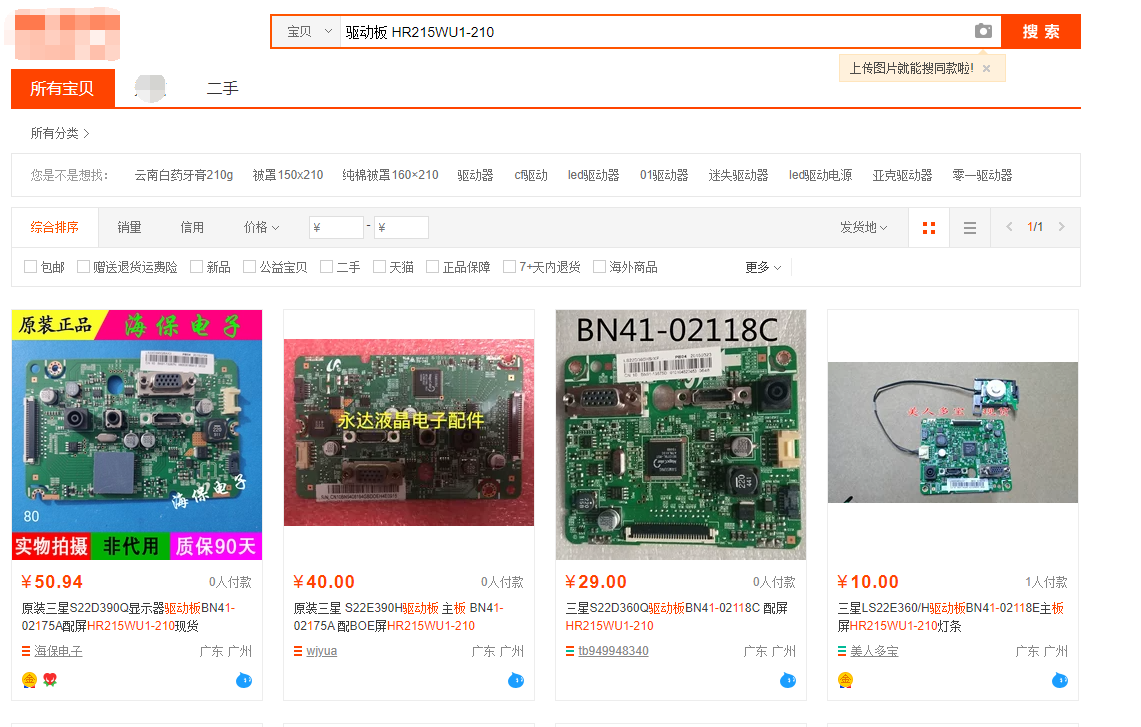 宝贝
驱动板 HR215WU1-210
搜 索
上传图片就能搜同款啦! ×
所有宝贝
二手
所有分类 >
您是不是想找： 云南白药牙膏210g 被罩150x210 纯棉被罩160×210 驱动器 cf驱动 led驱动器 01驱动器 迷失驱动器 led驱动电源 亚克驱动器 零一驱动器
综合排序 销量 信用 价格 ¥ - ¥ 发货地 < 1/1 >
包邮 赠送退货运费险 新品 公益宝贝 二手 天猫 正品保障 7+天内退货 海外商品 更多
原装正品 海保电子
海保电子
80
实物拍摄 非代用 质保90天
¥50.94 0人付款
原装三星S22D390Q显示器驱动板BN41-
02175A配屏HR215WU1-210现货
海保电子 广东 广州
永达液晶电子配件
¥40.00 0人付款
原装三星 S22E390H驱动板 主板 BN41-
02175A 配BOE屏HR215WU1-210
wjyua 广东 广州
BN41-02118C
¥29.00 0人付款
三星S22D360Q驱动板BN41-02118C 配屏
HR215WU1-210
tb949948340 广东 广州
美人多宝 现货
¥10.00 1人付款
三星LS22E360/H驱动板BN41-02118E主板
屏HR215WU1-210灯条
美人多宝 广东 广州